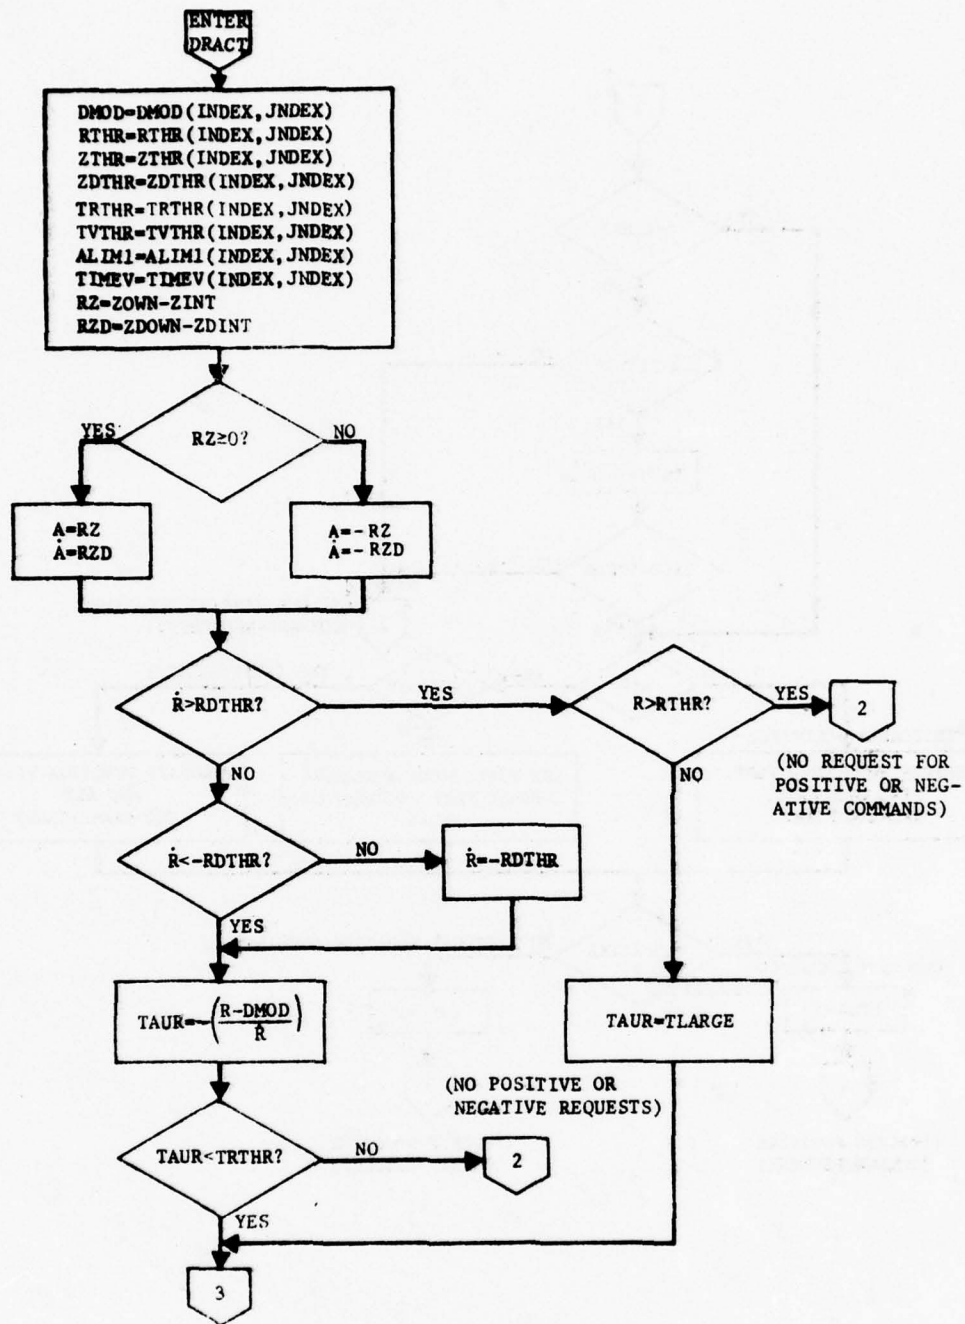 ENTER
DRACT
DMOD=DMOD(INDEX,JNDEX)
RTHR=RTHR(INDEX,JNDEX)
ZTHR=ZTHR(INDEX,JNDEX)
ZDTHR=ZDTHR(INDEX,JNDEX)
TRTHR=TRTHR(INDEX,JNDEX)
TVTHR=TVTHR(INDEX,JNDEX)
ALIM1=ALIM1(INDEX,JNDEX)
TIMEV=TIMEV(INDEX,JNDEX)
RZ=ZOWN-ZINT
RZD=ZDOWN-ZDINT
YES
RZ≥0?
NO
A=RZ
Ȧ=RZD
A=-RZ
Ȧ=-RZD
Ṙ>RDTHR?
YES
R>RTHR?
YES
2
(NO REQUEST FOR
POSITIVE OR NEG-
ATIVE COMMANDS)
NO
NO
Ṙ<-RDTHR?
NO
Ṙ=-RDTHR
YES
TAUR=-(R-DMOD/Ṙ)
TAUR=TLARGE
(NO POSITIVE OR
NEGATIVE REQUESTS)
TAUR<TRTHR?
NO
2
YES
3